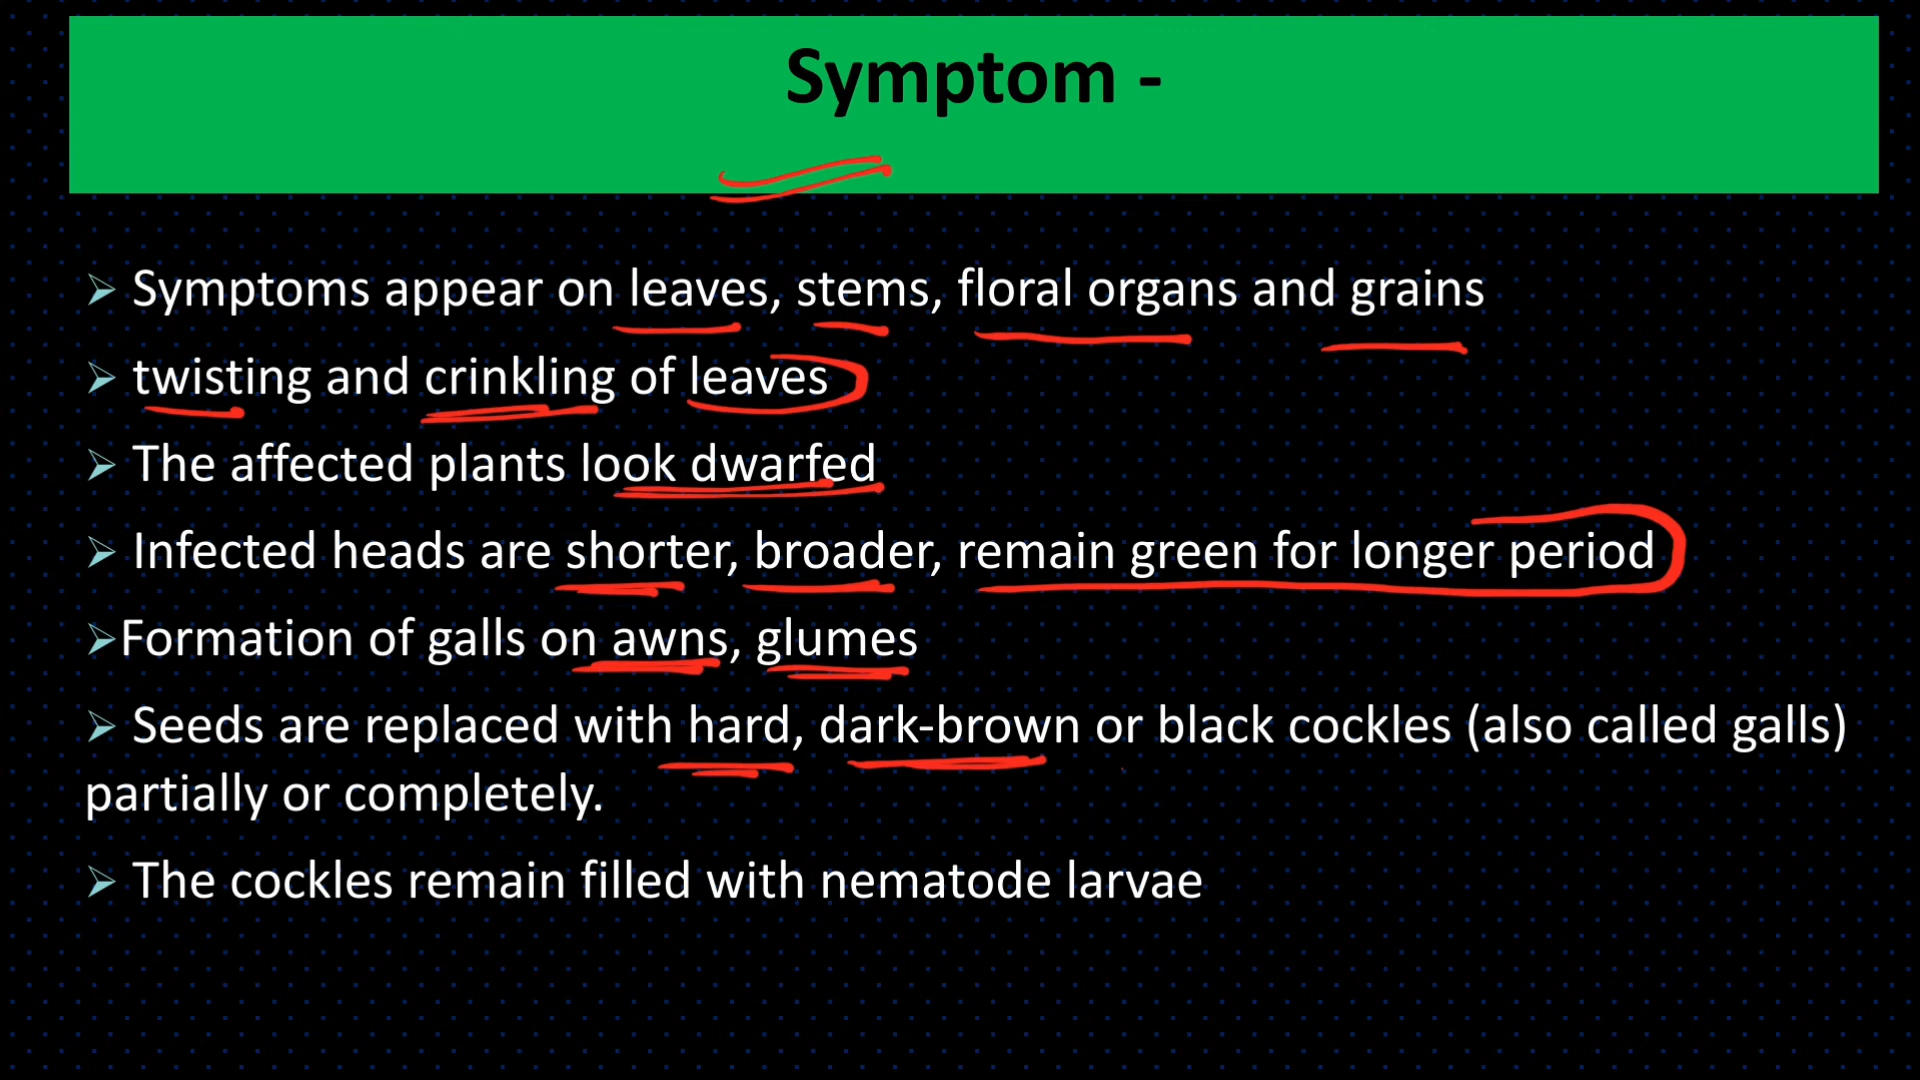 Symptom -
➢ Symptoms appear on leaves, stems, floral organs and grains
➢ twisting and crinkling of leaves
➢ The affected plants look dwarfed
➢ Infected heads are shorter, broader, remain green for longer period
➢Formation of galls on awns, glumes
➢ Seeds are replaced with hard, dark-brown or black cockles (also called galls)
partially or completely.
➢ The cockles remain filled with nematode larvae